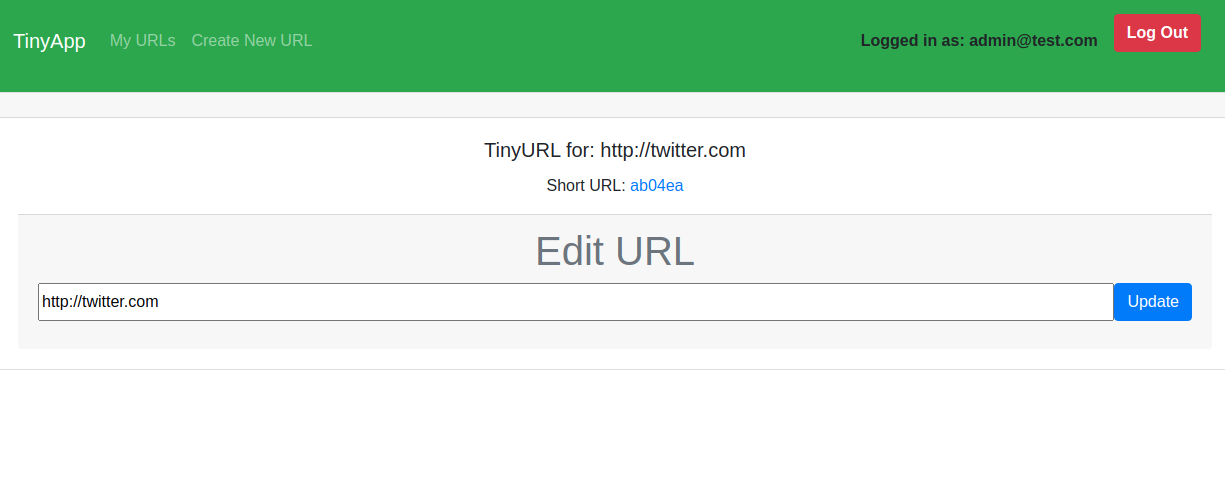 TinyApp My URLs Create New URL Logged in as: admin@test.com Log Out
TinyURL for: http://twitter.com
Short URL: ab04ea
Edit URL
http://twitter.com Update